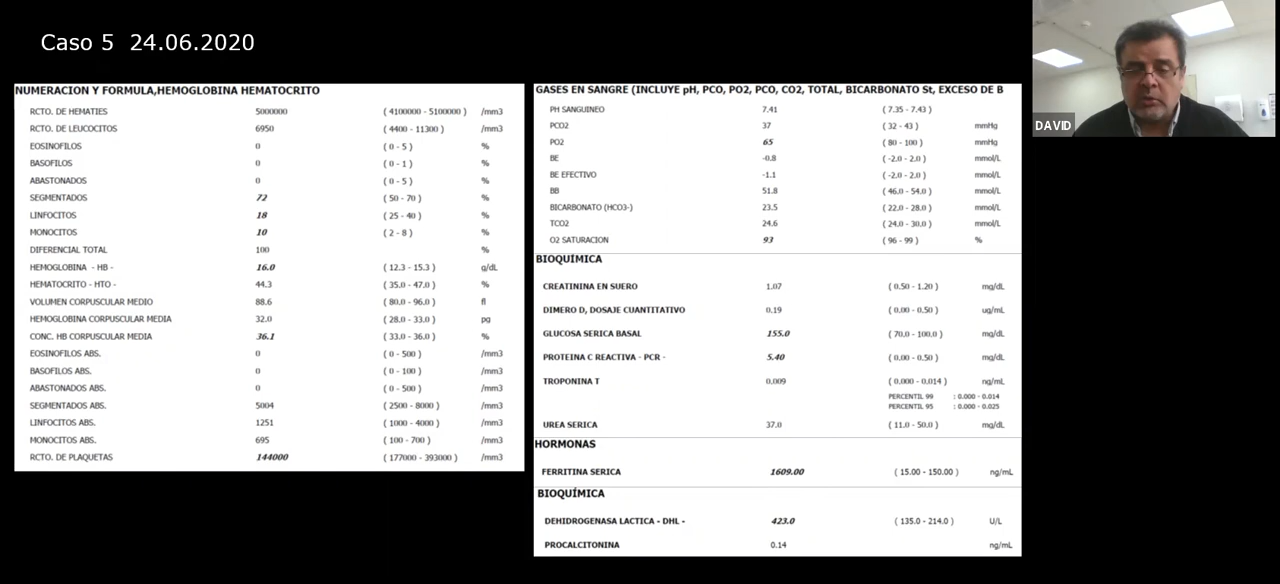 Caso 5 24.06.2020
DAVID
NUMERACION Y FORMULA,HEMOGLOBINA HEMATOCRITO
RCTO. DE HEMATIES 5000000 ( 4100000 - 5100000 ) /mm3
RCTO. DE LEUCOCITOS 6950 ( 4400 - 11300 ) /mm3
EOSINOFILOS 0 ( 0 - 5 ) %
BASOFILOS 0 ( 0 - 1 ) %
ABASTONADOS 0 ( 0 - 5 ) %
SEGMENTADOS 72 ( 50 - 70 ) %
LINFOCITOS 18 ( 25 - 40 ) %
MONOCITOS 10 ( 2 - 8 ) %
DIFERENCIAL TOTAL 100 %
HEMOGLOBINA - HB - 16.0 ( 12.3 - 15.3 ) g/dL
HEMATOCRITO - HTO - 44.3 ( 35.0 - 47.0 ) %
VOLUMEN CORPUSCULAR MEDIO 88.6 ( 80.0 - 96.0 ) fl
HEMOGLOBINA CORPUSCULAR MEDIA 32.0 ( 28.0 - 33.0 ) pg
CONC. HB CORPUSCULAR MEDIA 36.1 ( 33.0 - 36.0 ) %
EOSINOFILOS ABS. 0 ( 0 - 500 ) /mm3
BASOFILOS ABS. 0 ( 0 - 100 ) /mm3
ABASTONADOS ABS. 0 ( 0 - 500 ) /mm3
SEGMENTADOS ABS. 5004 ( 2500 - 8000 ) /mm3
LINFOCITOS ABS. 1251 ( 1000 - 4000 ) /mm3
MONOCITOS ABS. 695 ( 100 - 700 ) /mm3
RCTO. DE PLAQUETAS 144000 ( 177000 - 393000 ) /mm3
GASES EN SANGRE (INCLUYE pH, PCO, PO2, PCO, CO2, TOTAL, BICARBONATO St, EXCESO DE B
PH SANGUINEO 7.41 ( 7.35 - 7.43 )
PCO2 37 ( 32 - 43 ) mmHg
PO2 65 ( 80 - 100 ) mmHg
BE -0.8 ( -2.0 - 2.0 ) mmol/L
BE EFECTIVO -1.1 ( -2.0 - 2.0 ) mmol/L
BB 51.8 ( 46.0 - 54.0 ) mmol/L
BICARBONATO (HCO3-) 23.5 ( 22.0 - 28.0 ) mmol/L
TCO2 24.6 ( 24.0 - 30.0 ) mmol/L
O2 SATURACION 93 ( 96 - 99 ) %
BIOQUÍMICA
CREATININA EN SUERO 1.07 ( 0.50 - 1.20 ) mg/dL
DIMERO D, DOSAJE CUANTITATIVO 0.19 ( 0.00 - 0.50 ) ug/mL
GLUCOSA SERICA BASAL 155.0 ( 70.0 - 100.0 ) mg/dL
PROTEINA C REACTIVA - PCR - 5.40 ( 0.00 - 0.50 ) mg/dL
TROPONINA T 0.009 ( 0.000 - 0.014 ) ng/mL
PERCENTIL 99 : 0.000 - 0.014
PERCENTIL 95 : 0.000 - 0.025
UREA SERICA 37.0 ( 11.0 - 50.0 ) mg/dL
HORMONAS
FERRITINA SERICA 1609.00 ( 15.00 - 150.00 ) ng/mL
BIOQUÍMICA
DEHIDROGENASA LACTICA - DHL - 423.0 ( 135.0 - 214.0 ) U/L
PROCALCITONINA 0.14 ng/mL